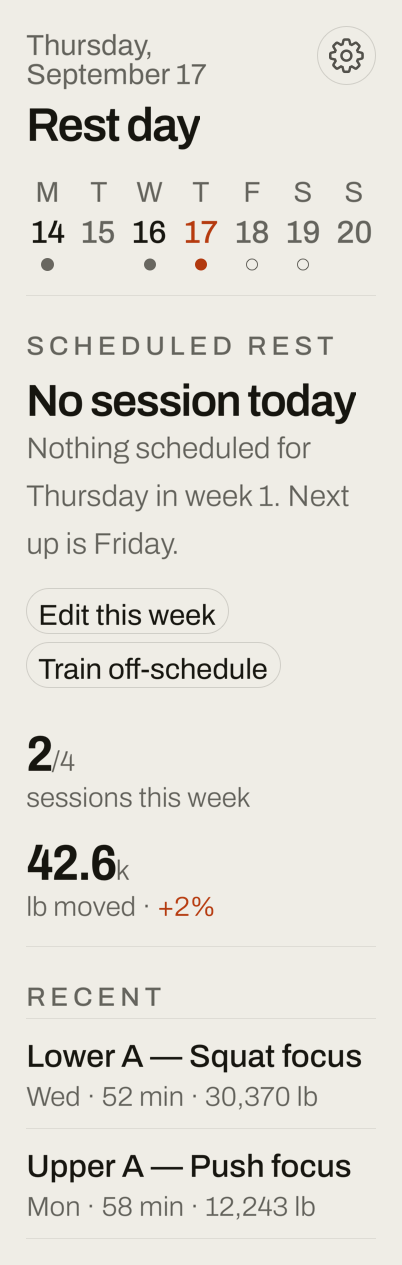 Thursday,
September 17
Rest day
M T W T F S S
14 15 16 17 18 19 20
SCHEDULED REST
No session today
Nothing scheduled for
Thursday in week 1. Next
up is Friday.
Edit this week
Train off-schedule
2/4
sessions this week
42.6k
lb moved · +2%
RECENT
Lower A — Squat focus
Wed · 52 min · 30,370 lb
Upper A — Push focus
Mon · 58 min · 12,243 lb